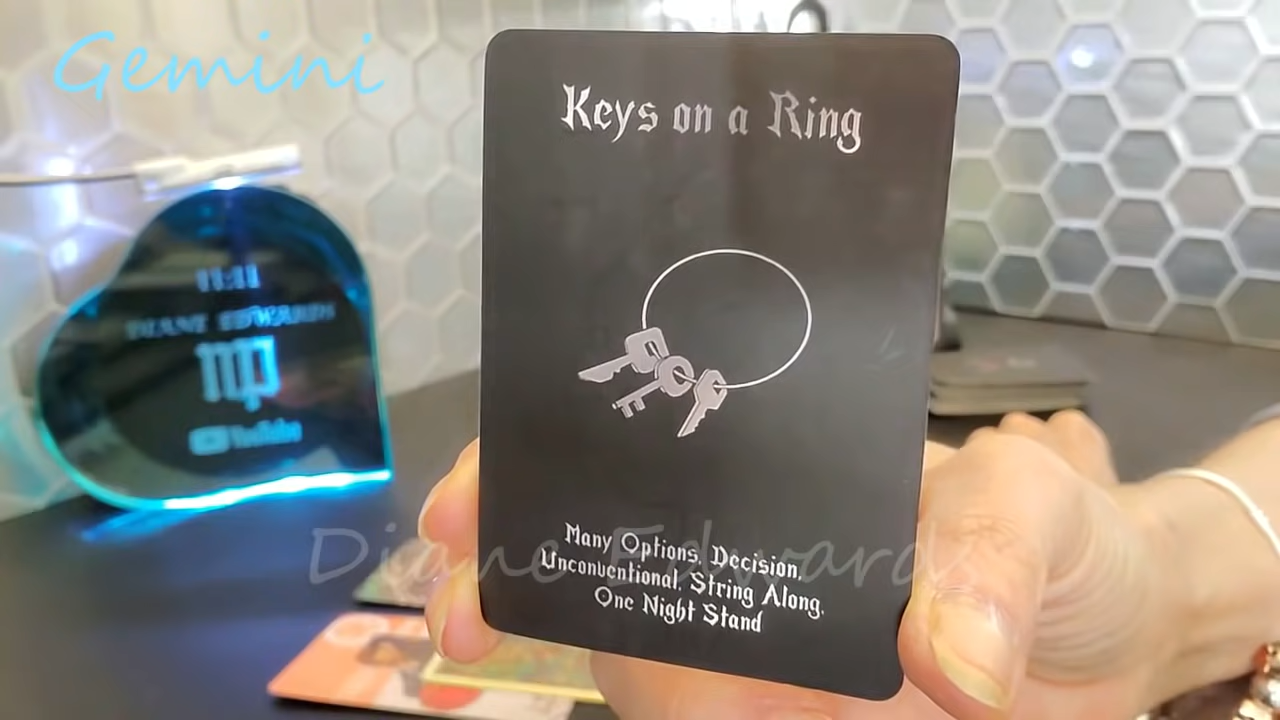 Gemini
Keys on a Ring
11:11
DIANE EDWARDS
YouTube
Many Options, Decision,
Unconventional, String Along,
One Night Stand
Diane Edwards